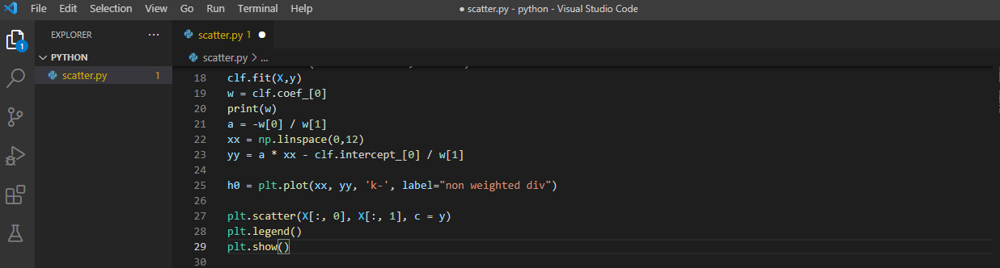 File Edit Selection View Go Run Terminal Help ● scatter.py - python - Visual Studio Code
EXPLORER ···
scatter.py 1 ●
PYTHON
scatter.py > ...
scatter.py 1
18 clf.fit(X,y)
19 w = clf.coef_[0]
20 print(w)
21 a = -w[0] / w[1]
22 xx = np.linspace(0,12)
23 yy = a * xx - clf.intercept_[0] / w[1]
24
25 h0 = plt.plot(xx, yy, 'k-', label="non weighted div")
26
27 plt.scatter(X[:, 0], X[:, 1], c = y)
28 plt.legend()
29 plt.show()
30
1